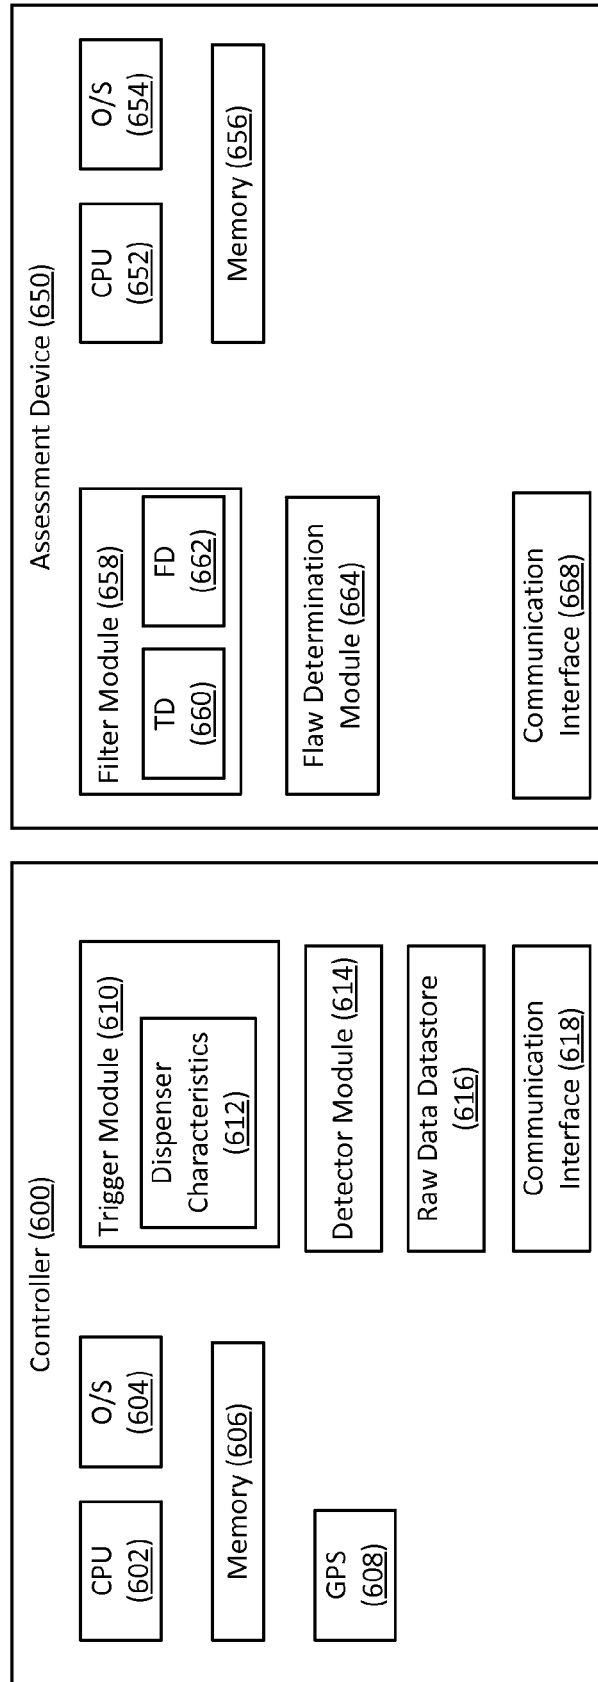 Controller (600)
CPU
(602)
O/S
(604)
Memory (606)
GPS
(608)
Trigger Module (610)
Dispenser
Characteristics
(612)
Detector Module (614)
Raw Data Datastore
(616)
Communication
Interface (618)
Assessment Device (650)
Filter Module (658)
TD
(660)
FD
(662)
Flaw Determination
Module (664)
Communication
Interface (668)
CPU
(652)
O/S
(654)
Memory (656)